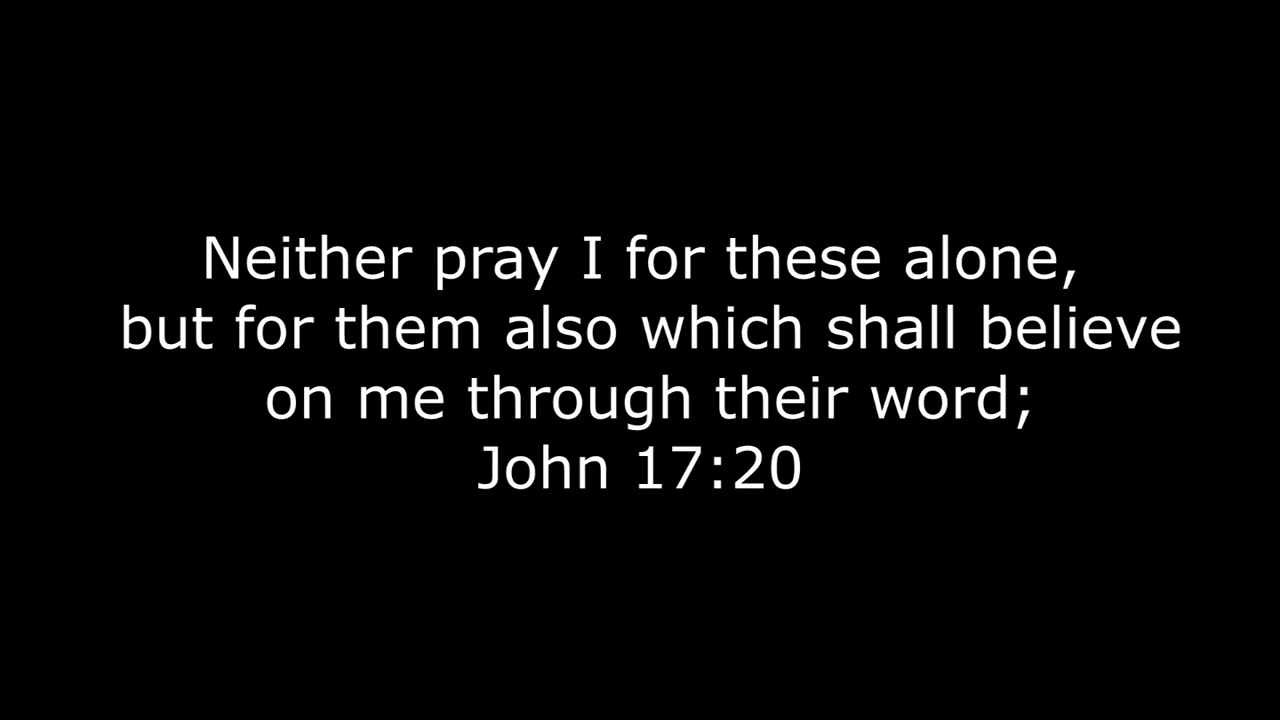 Neither pray I for these alone,
but for them also which shall believe
on me through their word;
John 17:20